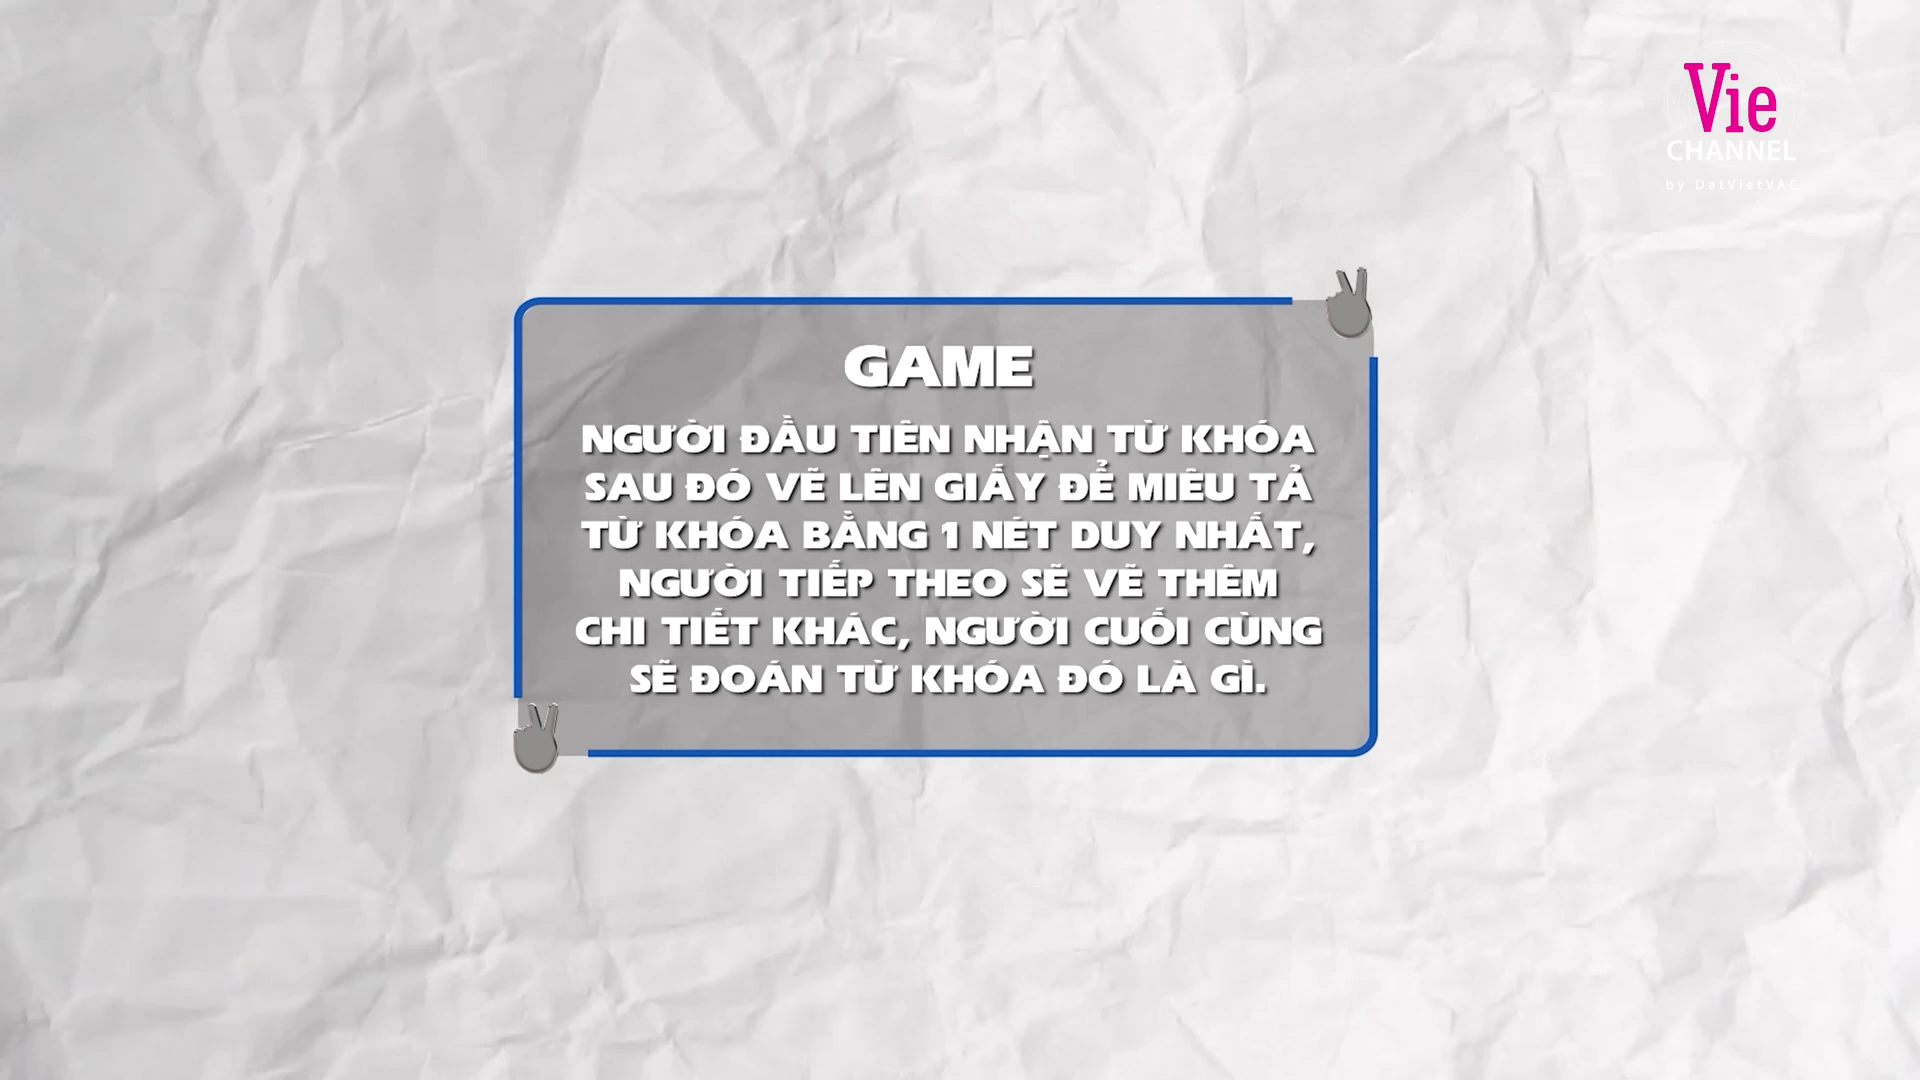 Vie
CHANNEL
by DatVietVAC
GAME
NGƯỜI ĐẦU TIÊN NHẬN TỪ KHÓA
SAU ĐÓ VẼ LÊN GIẤY ĐỂ MIÊU TẢ
TỪ KHÓA BẰNG 1 NÉT DUY NHẤT,
NGƯỜI TIẾP THEO SẼ VẼ THÊM
CHI TIẾT KHÁC, NGƯỜI CUỐI CÙNG
SẼ ĐOÁN TỪ KHÓA ĐÓ LÀ GÌ.